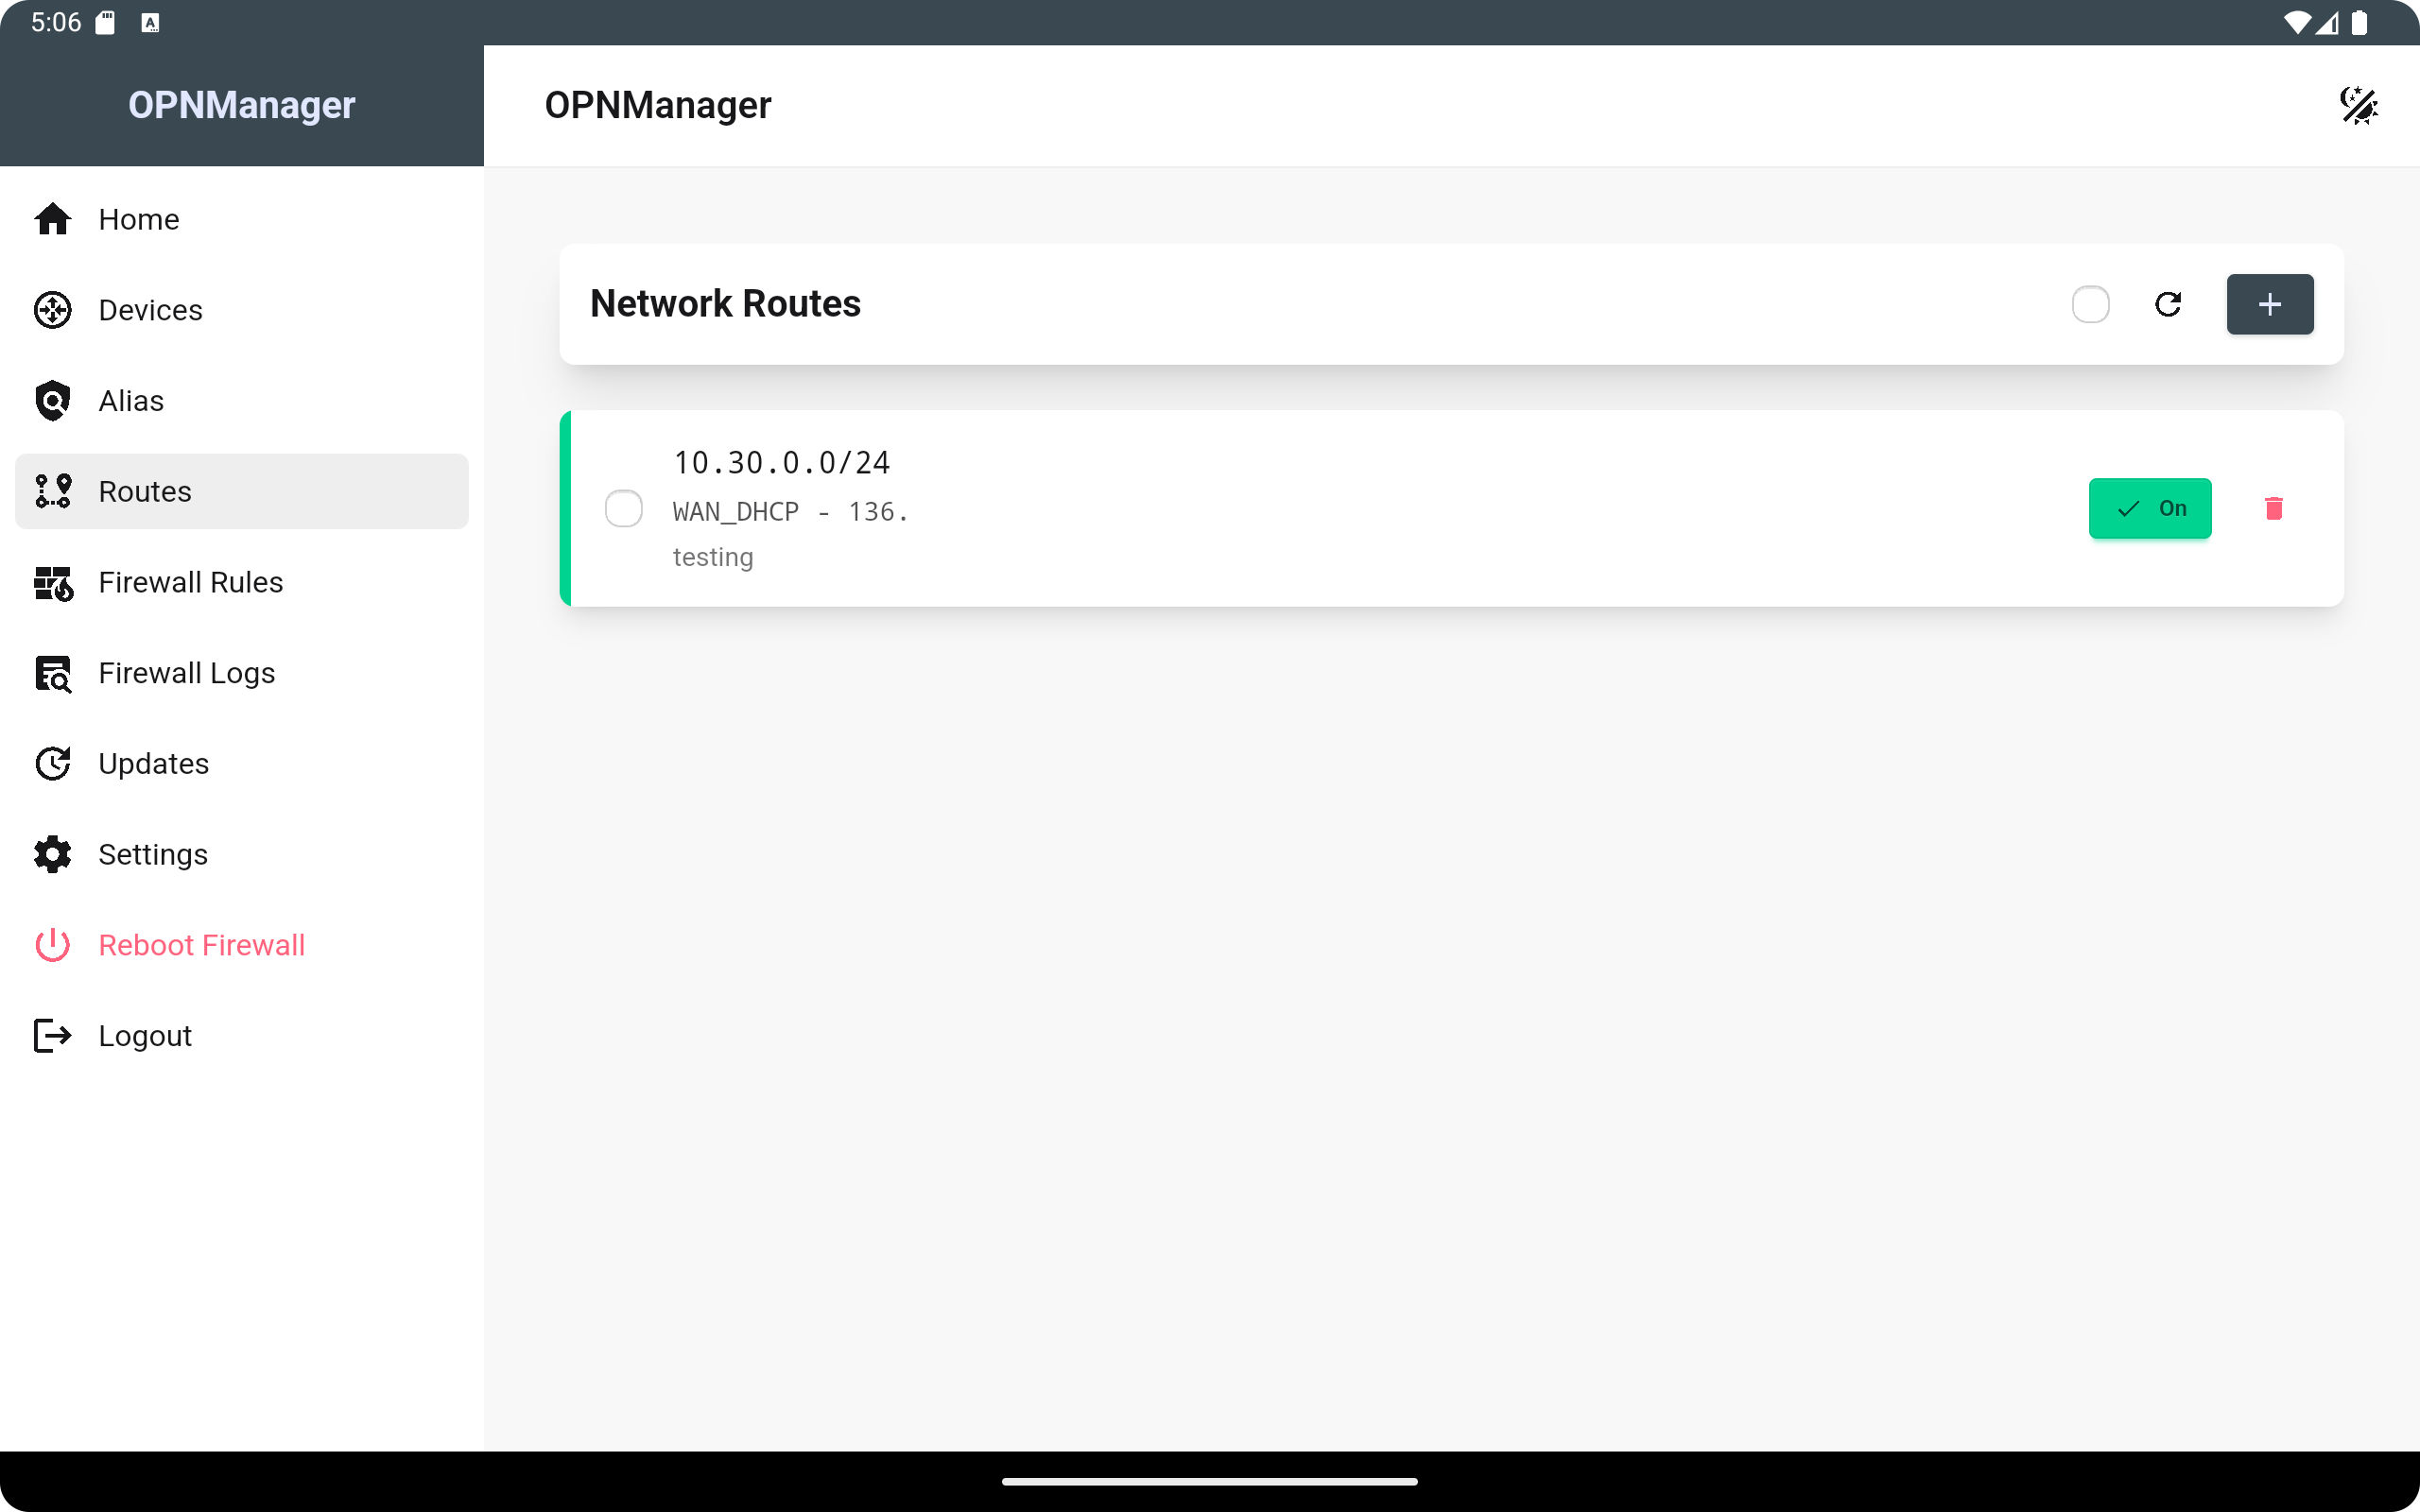 5:06
OPNManager
OPNManager
Home
Devices
Alias
Routes
Firewall Rules
Firewall Logs
Updates
Settings
Reboot Firewall
Logout
Network Routes
10.30.0.0/24
WAN_DHCP - 136.
testing
On